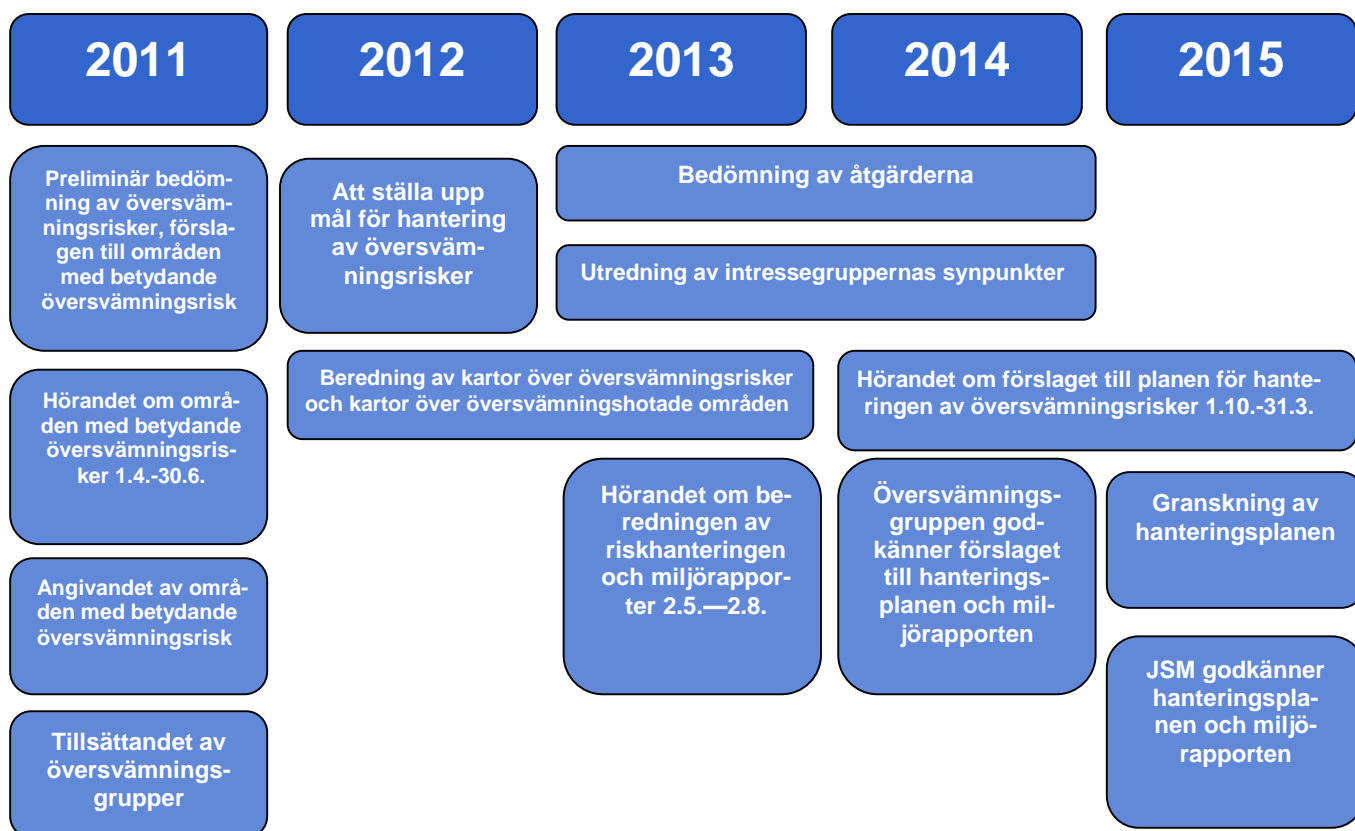 2011
2012
2013
2014
2015
Preliminär bedöm-
ning av översväm-
ningsrisker, försla-
gen till områden
med betydande
översvämningsrisk
Att ställa upp
mål för hantering
av översväm-
ningsrisker
Bedömning av åtgärderna
Utredning av intressegruppernas synpunkter
Beredning av kartor över översvämningsrisker
och kartor över översvämningshotade områden
Hörandet om förslaget till planen för hante-
ringen av översvämningsrisker 1.10.-31.3.
Hörandet om områ-
den med betydande
översvämningsris-
ker 1.4.-30.6.
Hörandet om be-
redningen av
riskhanteringen
och miljörappor-
ter 2.5.—2.8.
Översvämnings-
gruppen god-
känner förslaget
till hanterings-
planen och mil-
jörapporten
Granskning av
hanteringsplanen
Angivandet av områ-
den med betydande
översvämningsrisk
JSM godkänner
hanteringspla-
nen och miljö-
rapporten
Tillsättandet av
översvämnings-
grupper